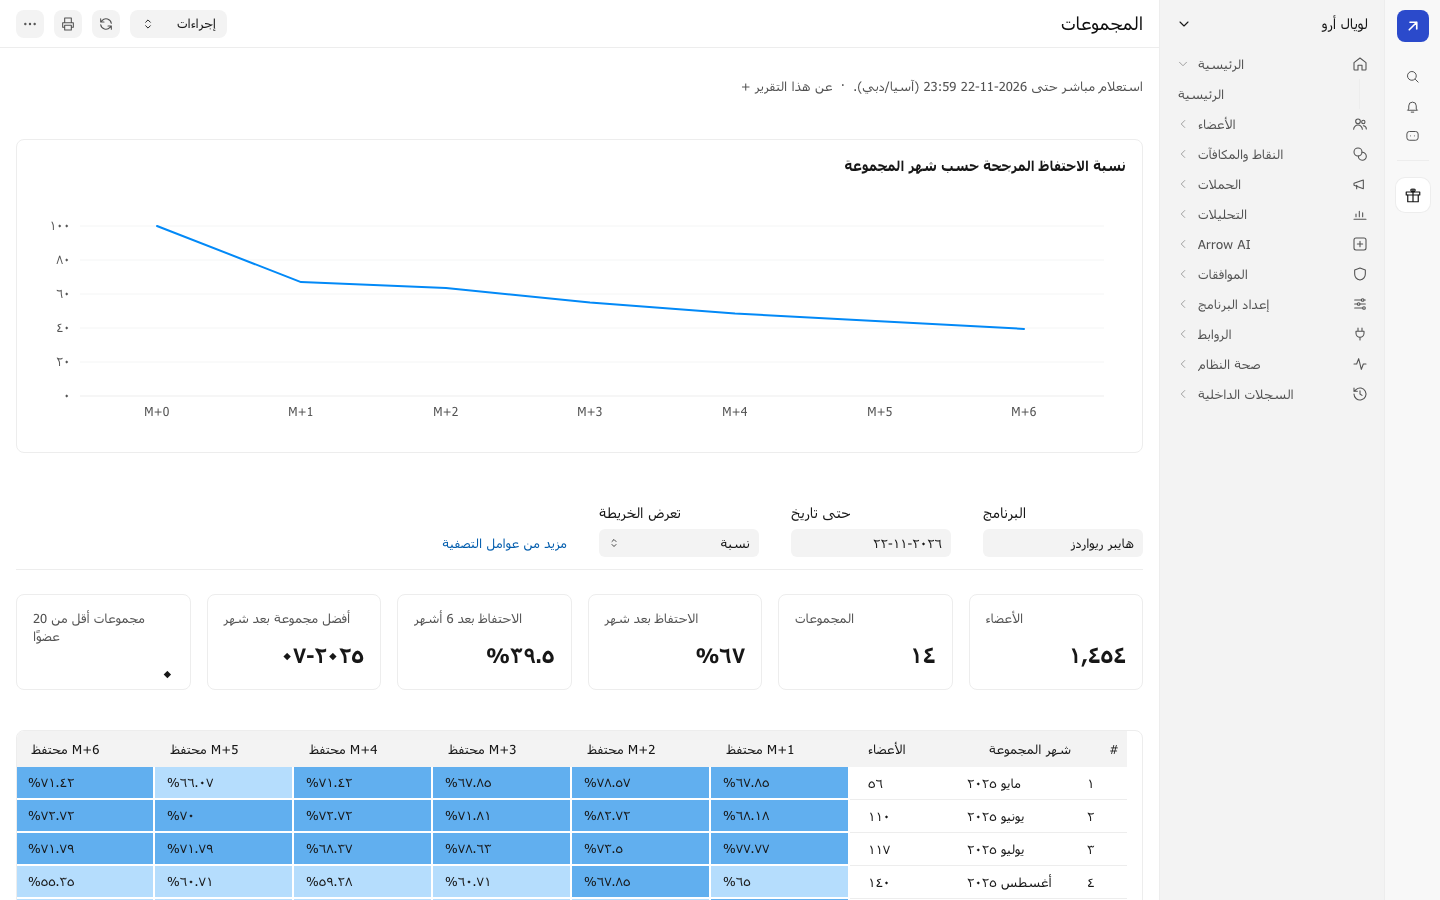 لويال أرو
الرئيسية
الرئيسية
الأعضاء
النقاط والمكافآت
الحملات
التحليلات
Arrow AI
الموافقات
إعداد البرنامج
الروابط
صحة النظام
السجلات الداخلية
المجموعات
إجراءات
استعلام مباشر حتى 2026-11-22 23:59 (آسيا/دبي). · عن هذا التقرير +
نسبة الاحتفاظ المرجحة حسب شهر المجموعة
١٠٠
٨٠
٦٠
٤٠
٢٠
٠
M+0 M+1 M+2 M+3 M+4 M+5 M+6
البرنامج حتى تاريخ تعرض الخريطة
هايبر ريواردز ٢٠٢٦-١١-٢٢ نسبة مزيد من عوامل التصفية
الأعضاء
١,٤٥٤
المجموعات
١٤
الاحتفاظ بعد شهر
%٦٧
الاحتفاظ بعد 6 أشهر
%٣٩.٥
أفضل مجموعة بعد شهر
٢٠٢٥-٠٧
مجموعات أقل من 20 عضوًا
٠
# شهر المجموعة الأعضاء M+1 محتفظ M+2 محتفظ M+3 محتفظ M+4 محتفظ M+5 محتفظ M+6 محتفظ
١ مايو ٢٠٢٥ ٥٦ %٦٧.٨٥ %٧٨.٥٧ %٦٧.٨٥ %٧١.٤٢ %٦٦.٠٧ %٧١.٤٢
٢ يونيو ٢٠٢٥ ١١٠ %٦٨.١٨ %٨٢.٧٢ %٧١.٨١ %٧٢.٧٢ %٧٠ %٧٢.٧٢
٣ يوليو ٢٠٢٥ ١١٧ %٧٧.٧٧ %٧٣.٥ %٧٨.٦٣ %٦٨.٣٧ %٧١.٧٩ %٧١.٧٩
٤ أغسطس ٢٠٢٥ ١٤٠ %٦٥ %٦٧.٨٥ %٦٠.٧١ %٥٩.٢٨ %٦٠.٧١ %٥٥.٣٥